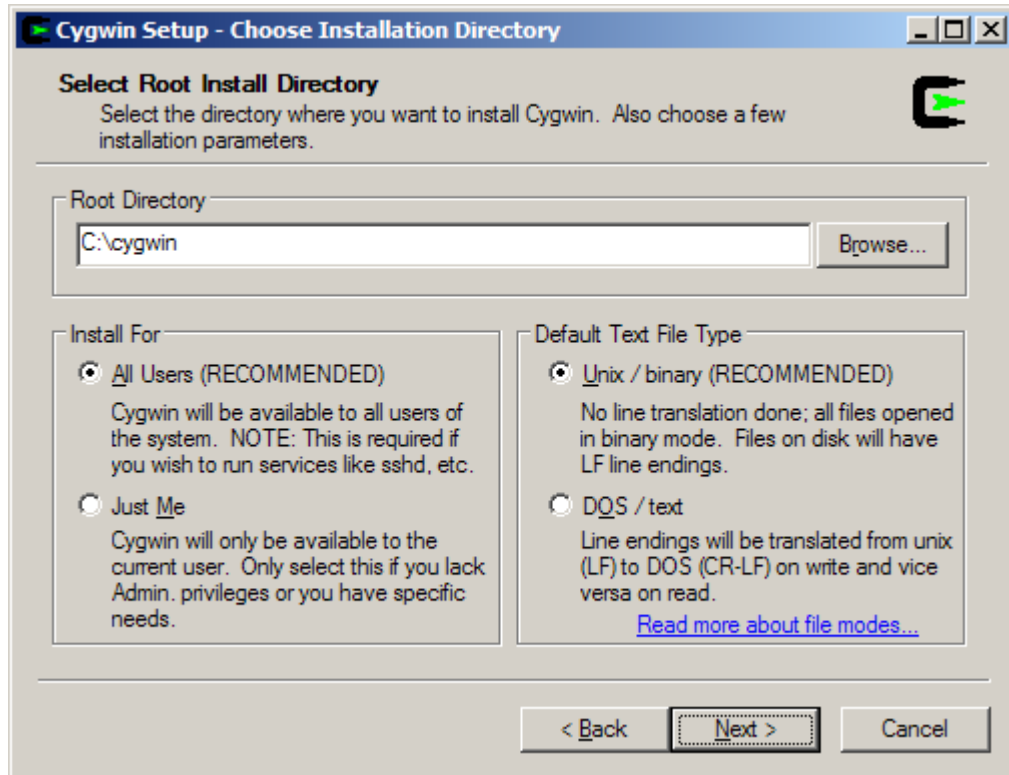 Cygwin Setup - Choose Installation Directory
Select Root Install Directory
Select the directory where you want to install Cygwin.  Also choose a few
installation parameters.
Root Directory
C:\cygwin
Browse...
Install For
All Users (RECOMMENDED)
Cygwin will be available to all users of
the system.  NOTE: This is required if
you wish to run services like sshd, etc.
Just Me
Cygwin will only be available to the
current user.  Only select this if you lack
Admin. privileges or you have specific
needs.
Default Text File Type
Unix / binary (RECOMMENDED)
No line translation done; all files opened
in binary mode.  Files on disk will have
LF line endings.
DOS / text
Line endings will be translated from unix
(LF) to DOS (CR-LF) on write and vice
versa on read.
Read more about file modes...
< Back
Next >
Cancel